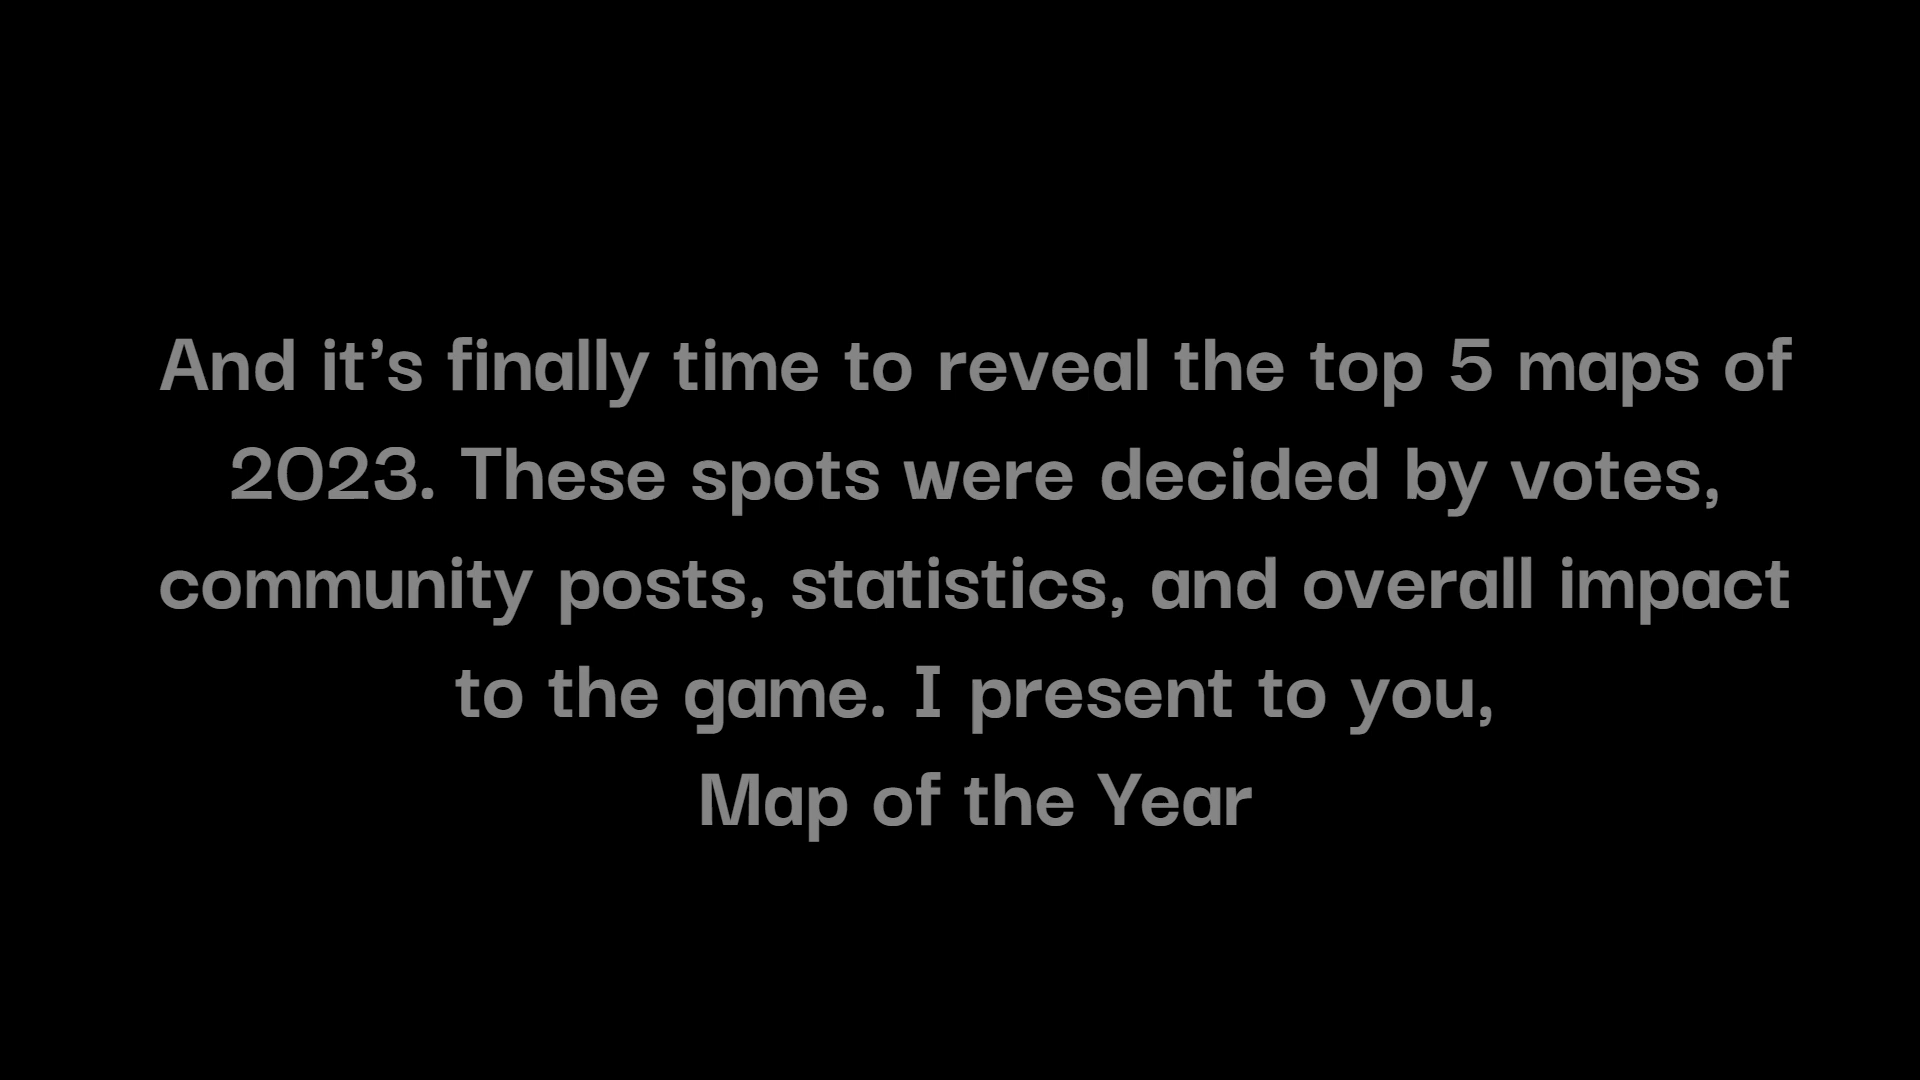 And it's finally time to reveal the top 5 maps of
2023. These spots were decided by votes,
community posts, statistics, and overall impact
to the game. I present to you,
Map of the Year